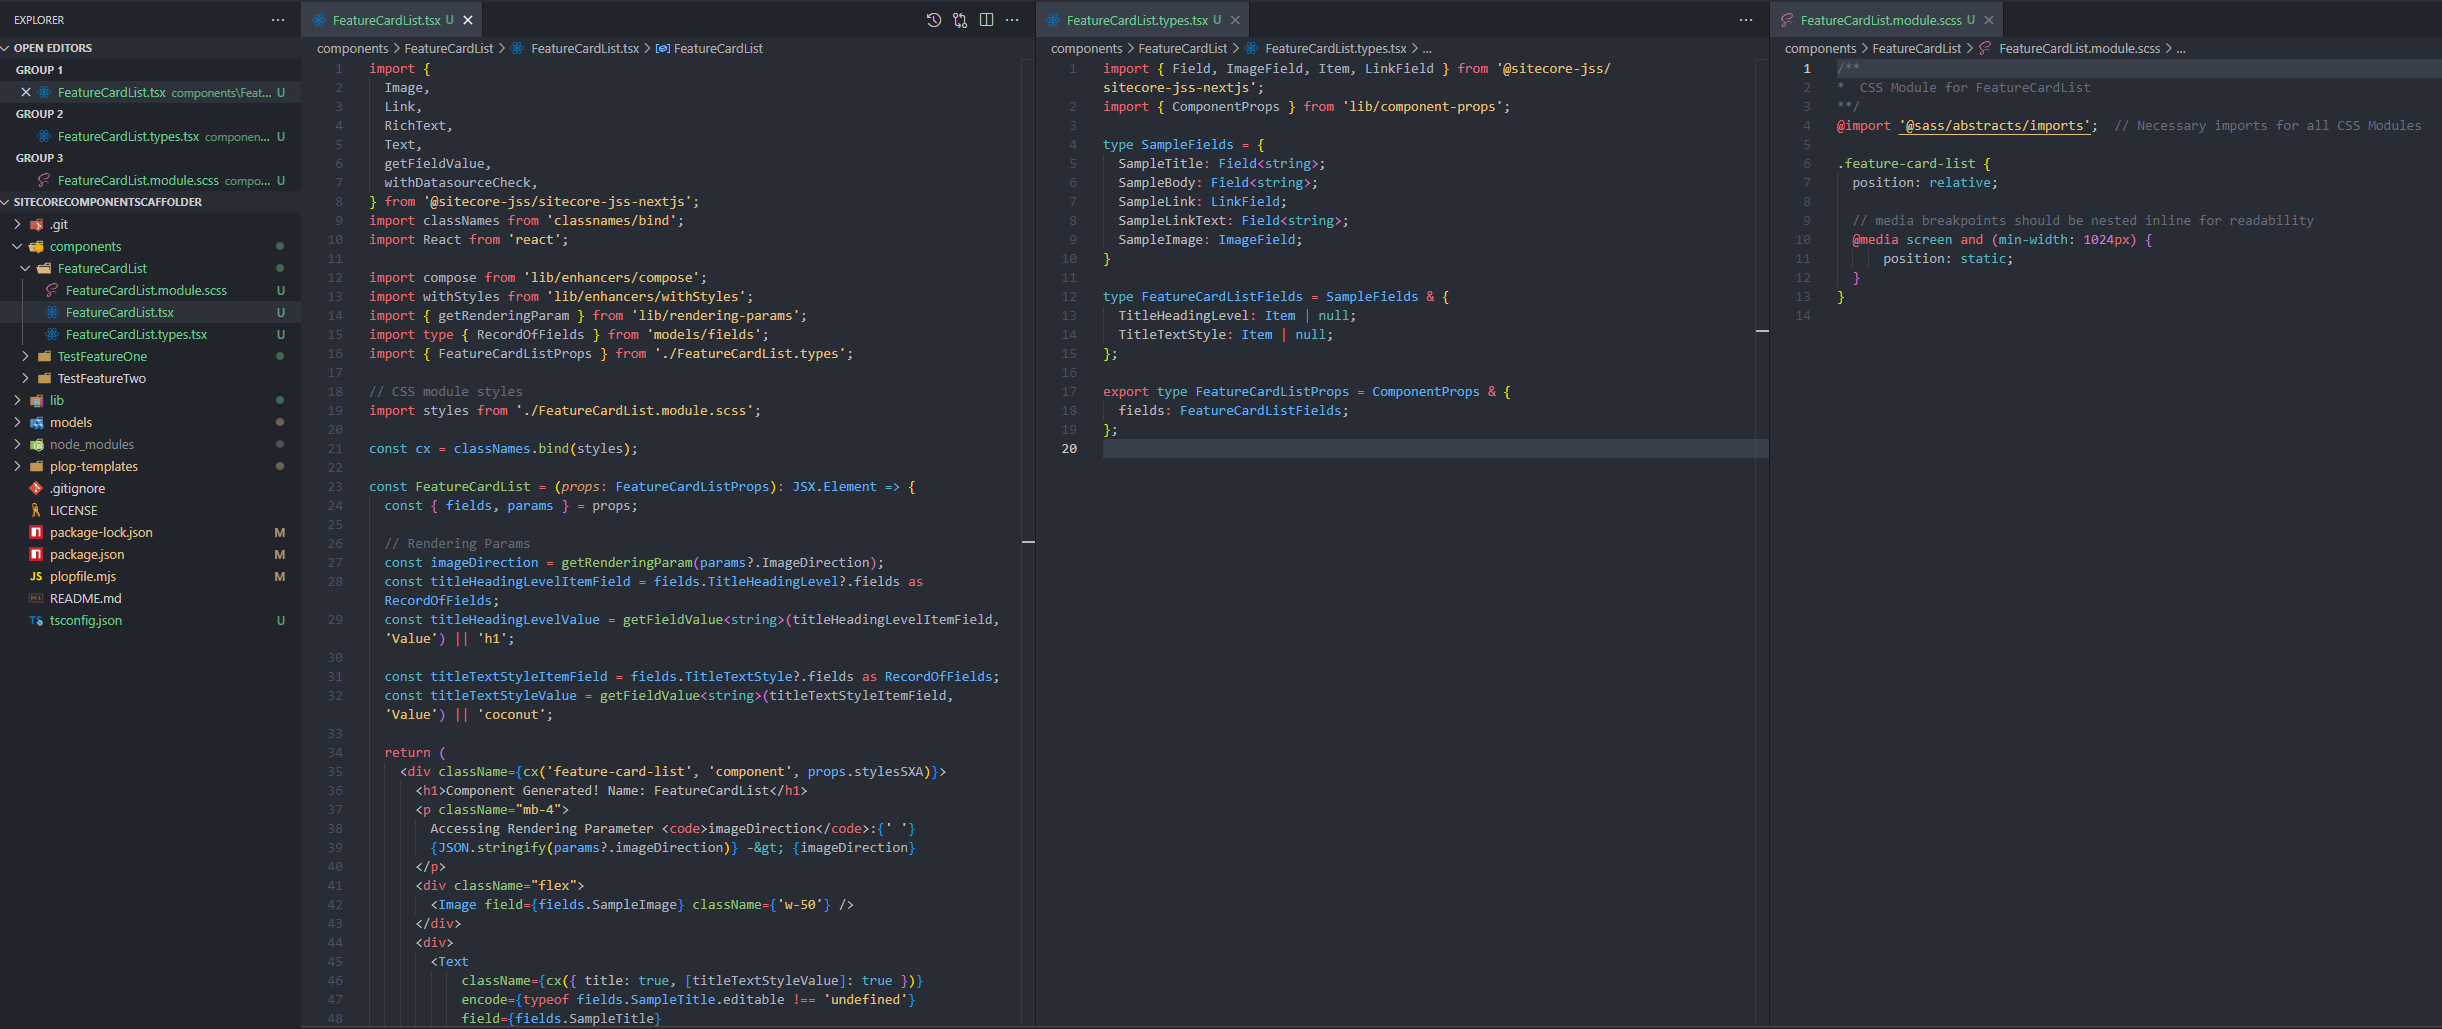 EXPLORER
OPEN EDITORS
GROUP 1
FeatureCardList.tsx components\Feat... U
GROUP 2
FeatureCardList.types.tsx componen... U
GROUP 3
FeatureCardList.module.scss compo... U
SITECORECOMPONENTSCAFFOLDER
.git
components
FeatureCardList
FeatureCardList.module.scss U
FeatureCardList.tsx U
FeatureCardList.types.tsx U
TestFeatureOne
TestFeatureTwo
lib
models
node_modules
plop-templates
.gitignore
LICENSE
package-lock.json M
package.json M
JS plopfile.mjs M
README.md
TS tsconfig.json U
FeatureCardList.tsx U
components > FeatureCardList > FeatureCardList.tsx > FeatureCardList
1 import {
2 Image,
3 Link,
4 RichText,
5 Text,
6 getFieldValue,
7 withDatasourceCheck,
8 } from '@sitecore-jss/sitecore-jss-nextjs';
9 import classNames from 'classnames/bind';
10 import React from 'react';
11
12 import compose from 'lib/enhancers/compose';
13 import withStyles from 'lib/enhancers/withStyles';
14 import { getRenderingParam } from 'lib/rendering-params';
15 import type { RecordOfFields } from 'models/fields';
16 import { FeatureCardListProps } from './FeatureCardList.types';
17
18 // CSS module styles
19 import styles from './FeatureCardList.module.scss';
20
21 const cx = classNames.bind(styles);
22
23 const FeatureCardList = (props: FeatureCardListProps): JSX.Element => {
24 const { fields, params } = props;
25
26 // Rendering Params
27 const imageDirection = getRenderingParam(params?.ImageDirection);
28 const titleHeadingLevelItemField = fields.TitleHeadingLevel?.fields as
RecordOfFields;
29 const titleHeadingLevelValue = getFieldValue<string>(titleHeadingLevelItemField,
'Value') || 'h1';
30
31 const titleTextStyleItemField = fields.TitleTextStyle?.fields as RecordOfFields;
32 const titleTextStyleValue = getFieldValue<string>(titleTextStyleItemField,
'Value') || 'coconut';
33
34 return (
35 <div className={cx('feature-card-list', 'component', props.stylesSXA)}>
36 <h1>Component Generated! Name: FeatureCardList</h1>
37 <p className="mb-4">
38 Accessing Rendering Parameter <code>imageDirection</code>:{' '}
39 {JSON.stringify(params?.imageDirection)} -&gt; {imageDirection}
40 </p>
41 <div className="flex">
42 <Image field={fields.SampleImage} className={'w-50'} />
43 </div>
44 <div>
45 <Text
46 className={cx({ title: true, [titleTextStyleValue]: true })}
47 encode={typeof fields.SampleTitle.editable !== 'undefined'}
48 field={fields.SampleTitle}
FeatureCardList.types.tsx U
components > FeatureCardList > FeatureCardList.types.tsx > ...
1 import { Field, ImageField, Item, LinkField } from '@sitecore-jss/
sitecore-jss-nextjs';
2 import { ComponentProps } from 'lib/component-props';
3
4 type SampleFields = {
5 SampleTitle: Field<string>;
6 SampleBody: Field<string>;
7 SampleLink: LinkField;
8 SampleLinkText: Field<string>;
9 SampleImage: ImageField;
10 }
11
12 type FeatureCardListFields = SampleFields & {
13 TitleHeadingLevel: Item | null;
14 TitleTextStyle: Item | null;
15 };
16
17 export type FeatureCardListProps = ComponentProps & {
18 fields: FeatureCardListFields;
19 };
20
FeatureCardList.module.scss U
components > FeatureCardList > FeatureCardList.module.scss > ...
1 /**
2 * CSS Module for FeatureCardList
3 **/
4 @import '@sass/abstracts/imports'; // Necessary imports for all CSS Modules
5
6 .feature-card-list {
7 position: relative;
8
9 // media breakpoints should be nested inline for readability
10 @media screen and (min-width: 1024px) {
11 position: static;
12 }
13 }
14